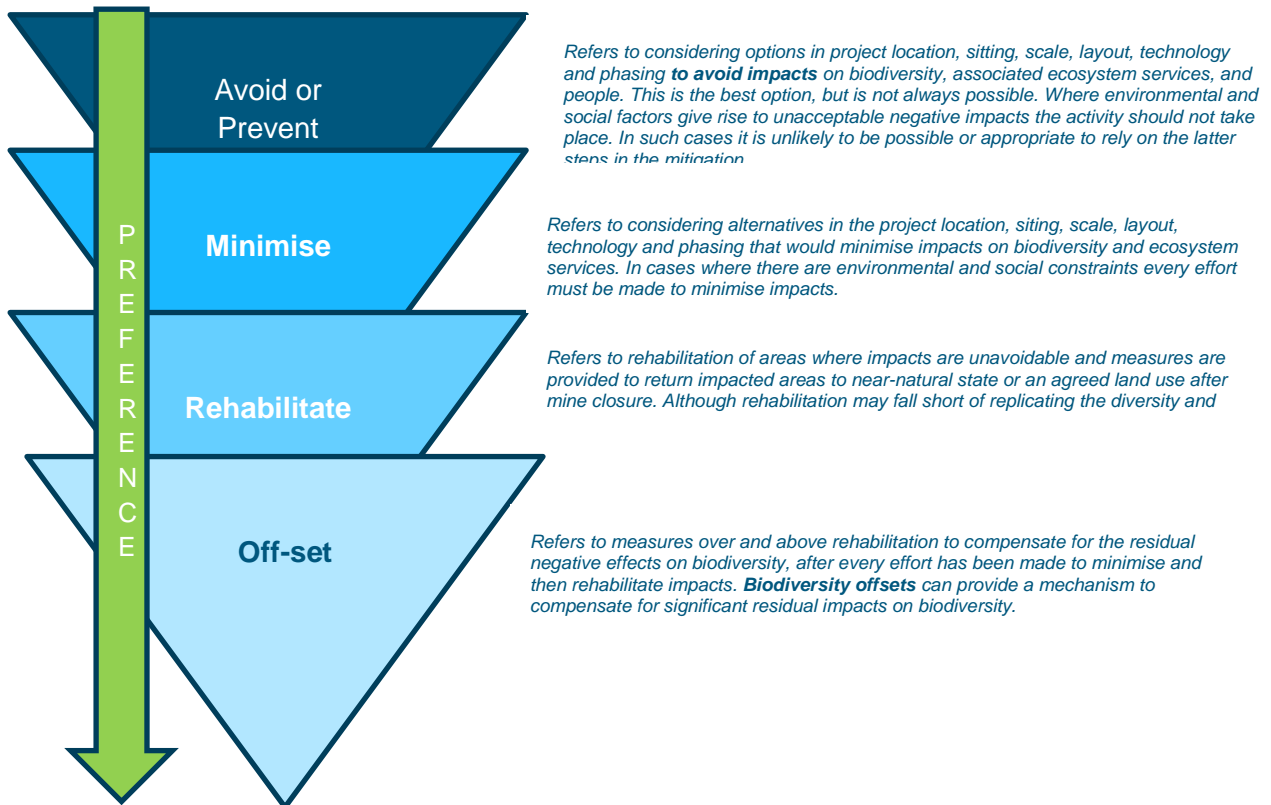 Avoid or
Prevent
Refers to considering options in project location, sitting, scale, layout, technology
and phasing to avoid impacts on biodiversity, associated ecosystem services, and
people. This is the best option, but is not always possible. Where environmental and
social factors give rise to unacceptable negative impacts the activity should not take
place. In such cases it is unlikely to be possible or appropriate to rely on the latter
steps in the mitigation
Minimise
Refers to considering alternatives in the project location, siting, scale, layout,
technology and phasing that would minimise impacts on biodiversity and ecosystem
services. In cases where there are environmental and social constraints every effort
must be made to minimise impacts.
Rehabilitate
Refers to rehabilitation of areas where impacts are unavoidable and measures are
provided to return impacted areas to near-natural state or an agreed land use after
mine closure. Although rehabilitation may fall short of replicating the diversity and
Off-set
Refers to measures over and above rehabilitation to compensate for the residual
negative effects on biodiversity, after every effort has been made to minimise and
then rehabilitate impacts. Biodiversity offsets can provide a mechanism to
compensate for significant residual impacts on biodiversity.
P
R
E
F
E
R
E
N
C
E